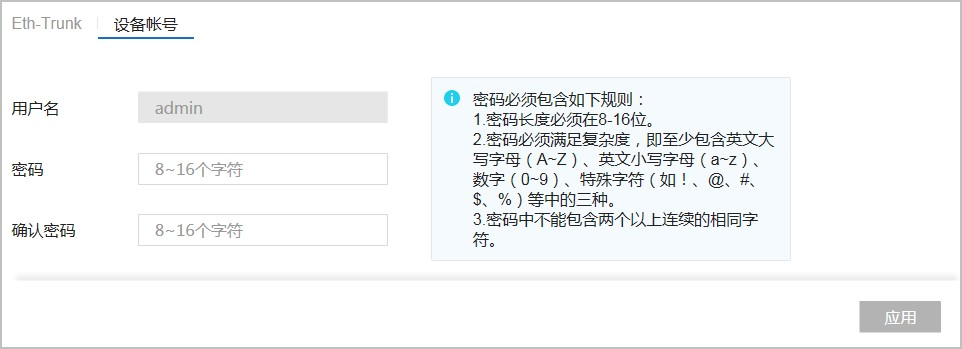 Eth-Trunk
设备帐号
用户名
admin
密码
8~16个字符
确认密码
8~16个字符
密码必须包含如下规则：
1.密码长度必须在8-16位。
2.密码必须满足复杂度，即至少包含英文大
写字母（A~Z）、英文小写字母（a~z）、
数字（0~9）、特殊字符（如！、@、#、
$、%）等中的三种。
3.密码中不能包含两个以上连续的相同字
符。
应用